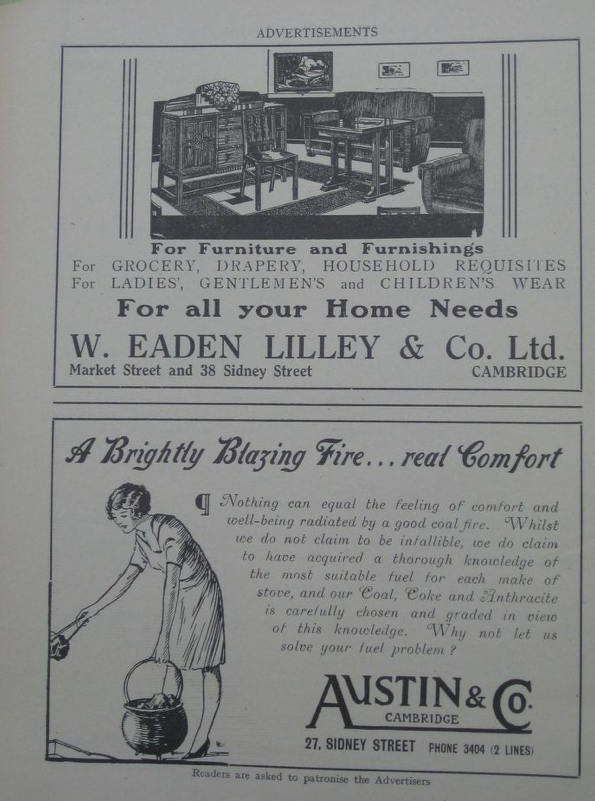 ADVERTISEMENTS
For Furniture and Furnishings
For GROCERY, DRAPERY, HOUSEHOLD REQUISITES
For LADIES', GENTLEMEN'S and CHILDREN'S WEAR
For all your Home Needs
W. EADEN LILLEY & Co. Ltd.
Market Street and 38 Sidney Street CAMBRIDGE
A Brightly Blazing Fire... real Comfort
¶ Nothing can equal the feeling of comfort and
well-being radiated by a good coal fire. Whilst
we do not claim to be infallible, we do claim
to have acquired a thorough knowledge of
the most suitable fuel for each make of
stove, and our Coal, Coke and Anthracite
is carefully chosen and graded in view
of this knowledge. Why not let us
solve your fuel problem?
AUSTIN & Co.
CAMBRIDGE
27, SIDNEY STREET PHONE 3404 (2 LINES)
Readers are asked to patronise the Advertisers